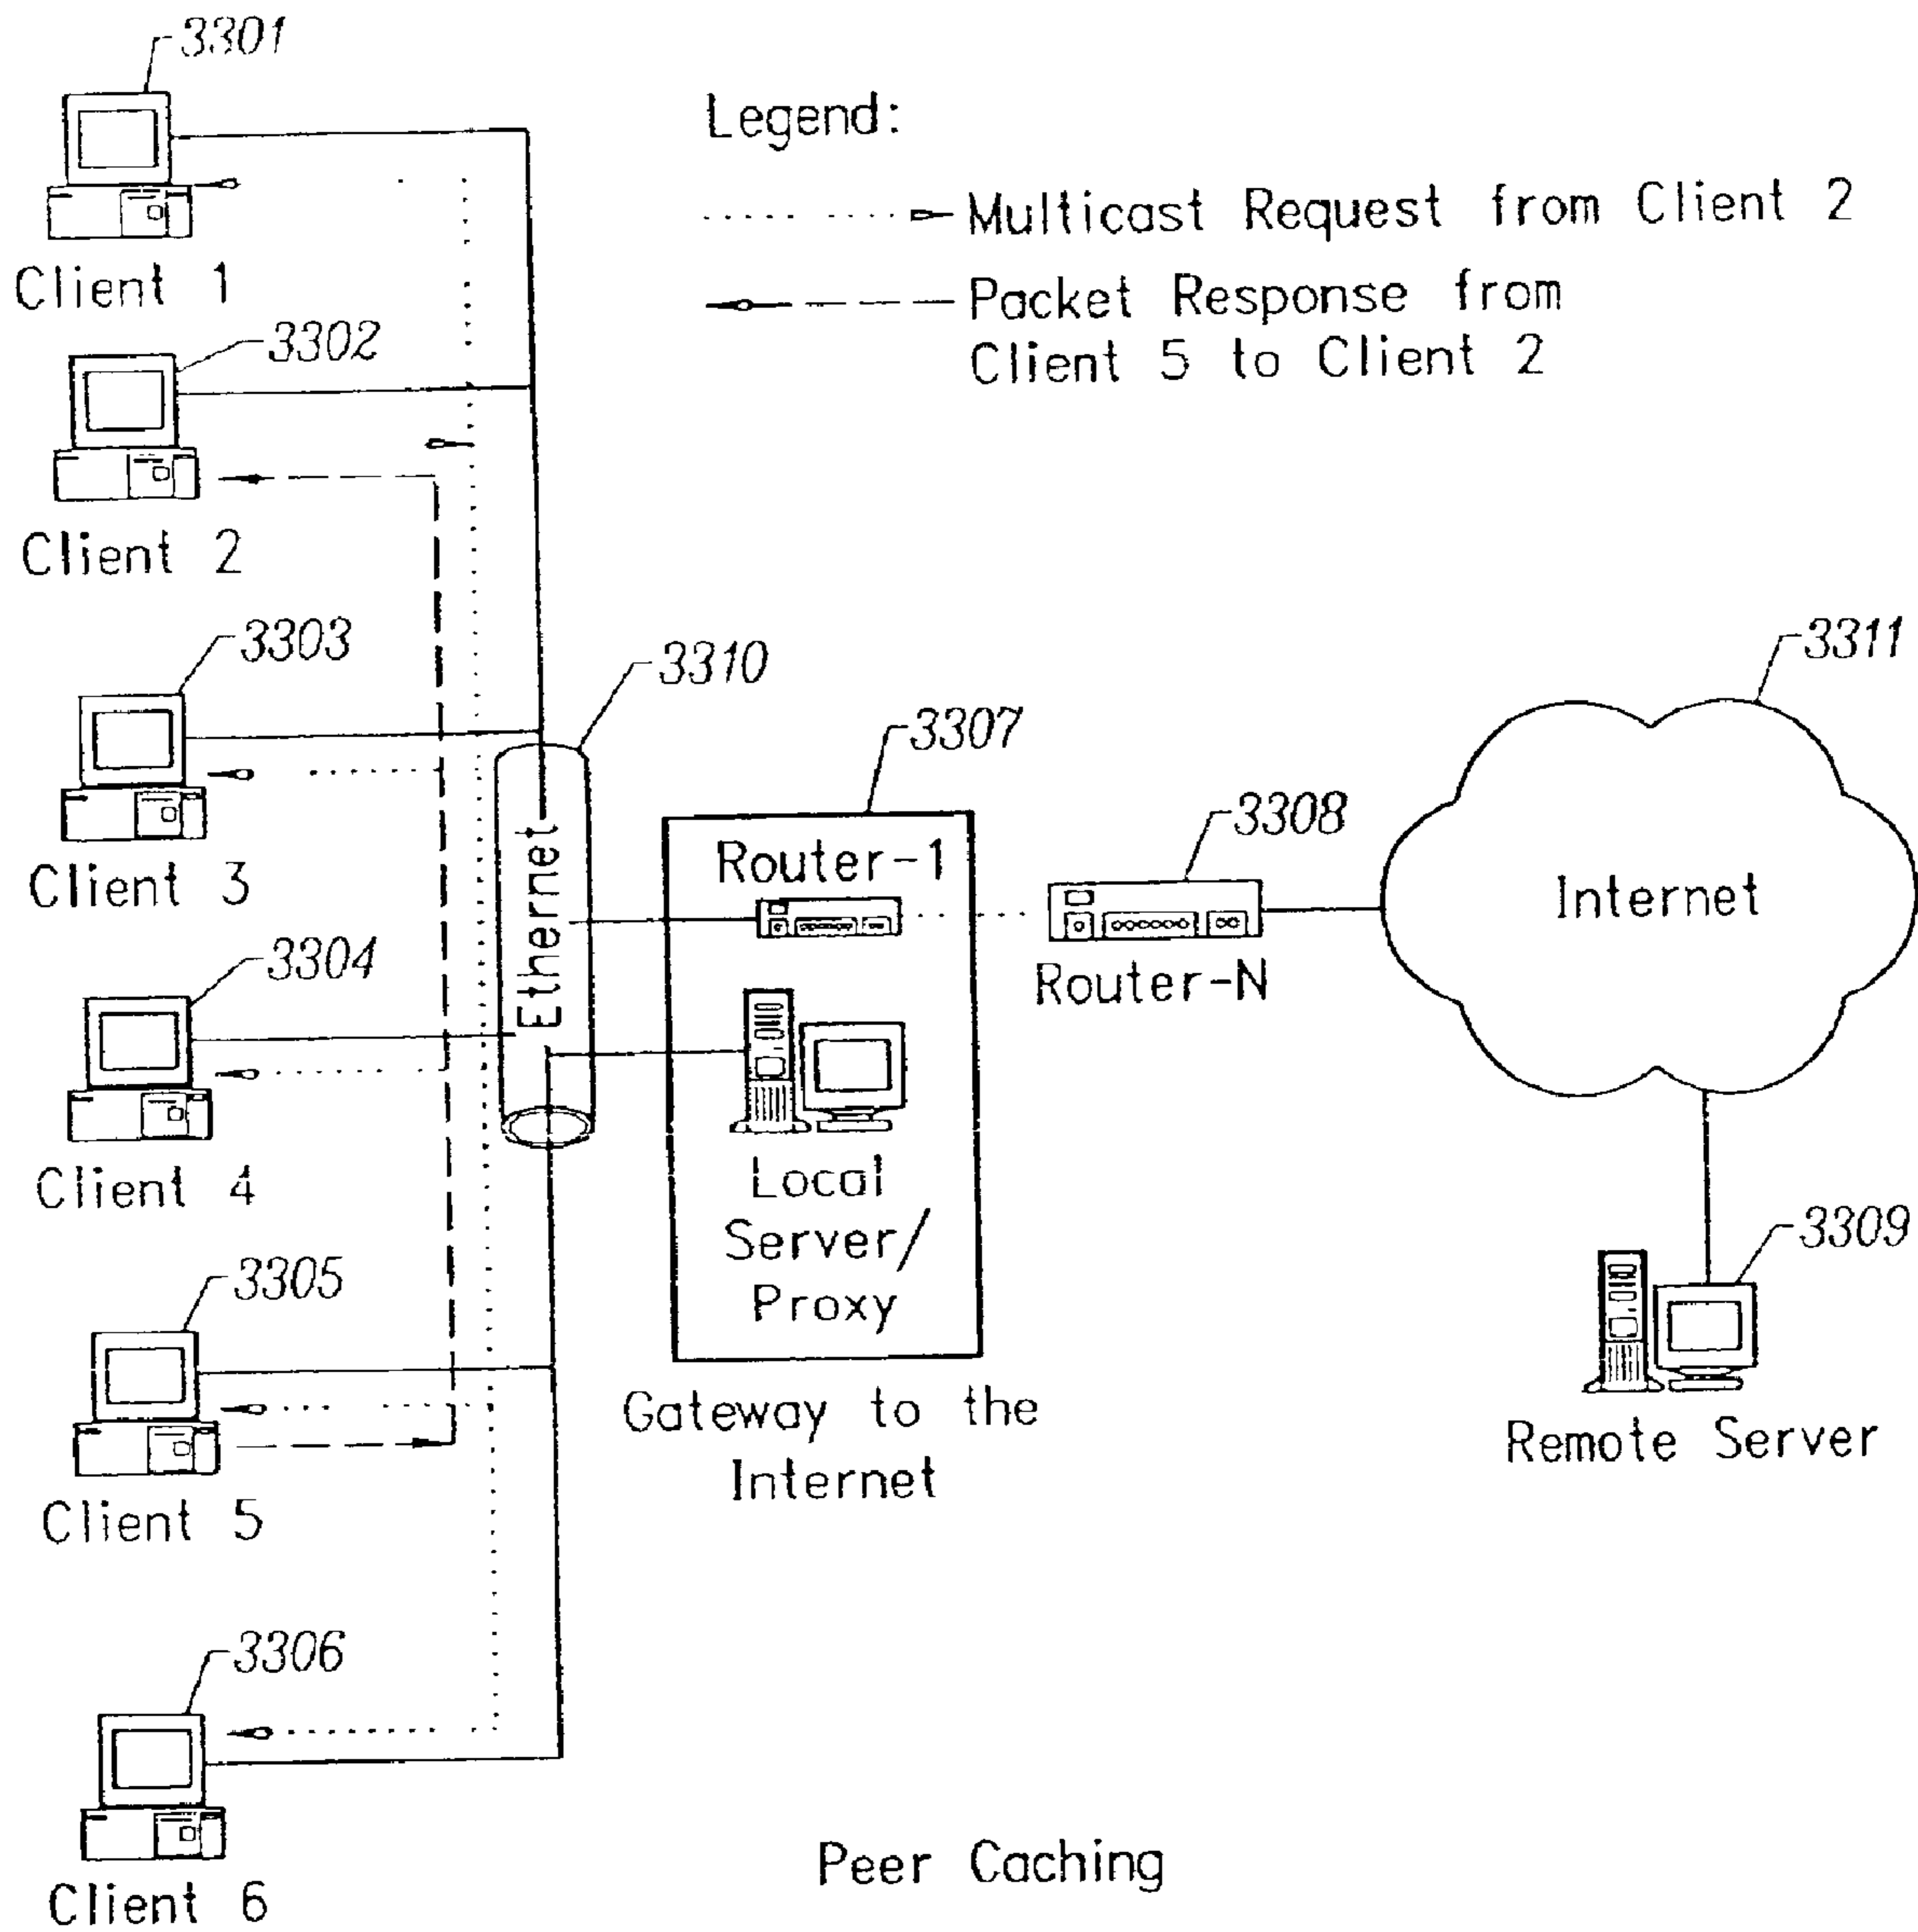 3301
Legend:
Multicast Request from Client 2
Client 1
Packet Response from
Client 5 to Client 2
3302
Client 2
3303
3310
3311
3307
3308
Client 3
Router-1
Ethernet
Internet
Router-N
3304
Client 4
Local
Server/
Proxy
3309
3305
Gateway to the
Internet
Remote Server
Client 5
3306
Peer Caching
Client 6